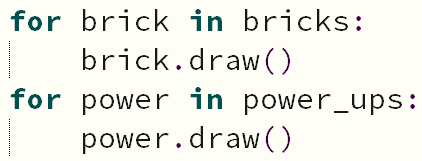 for brick in bricks:
    brick.draw()
for power in power_ups:
    power.draw()